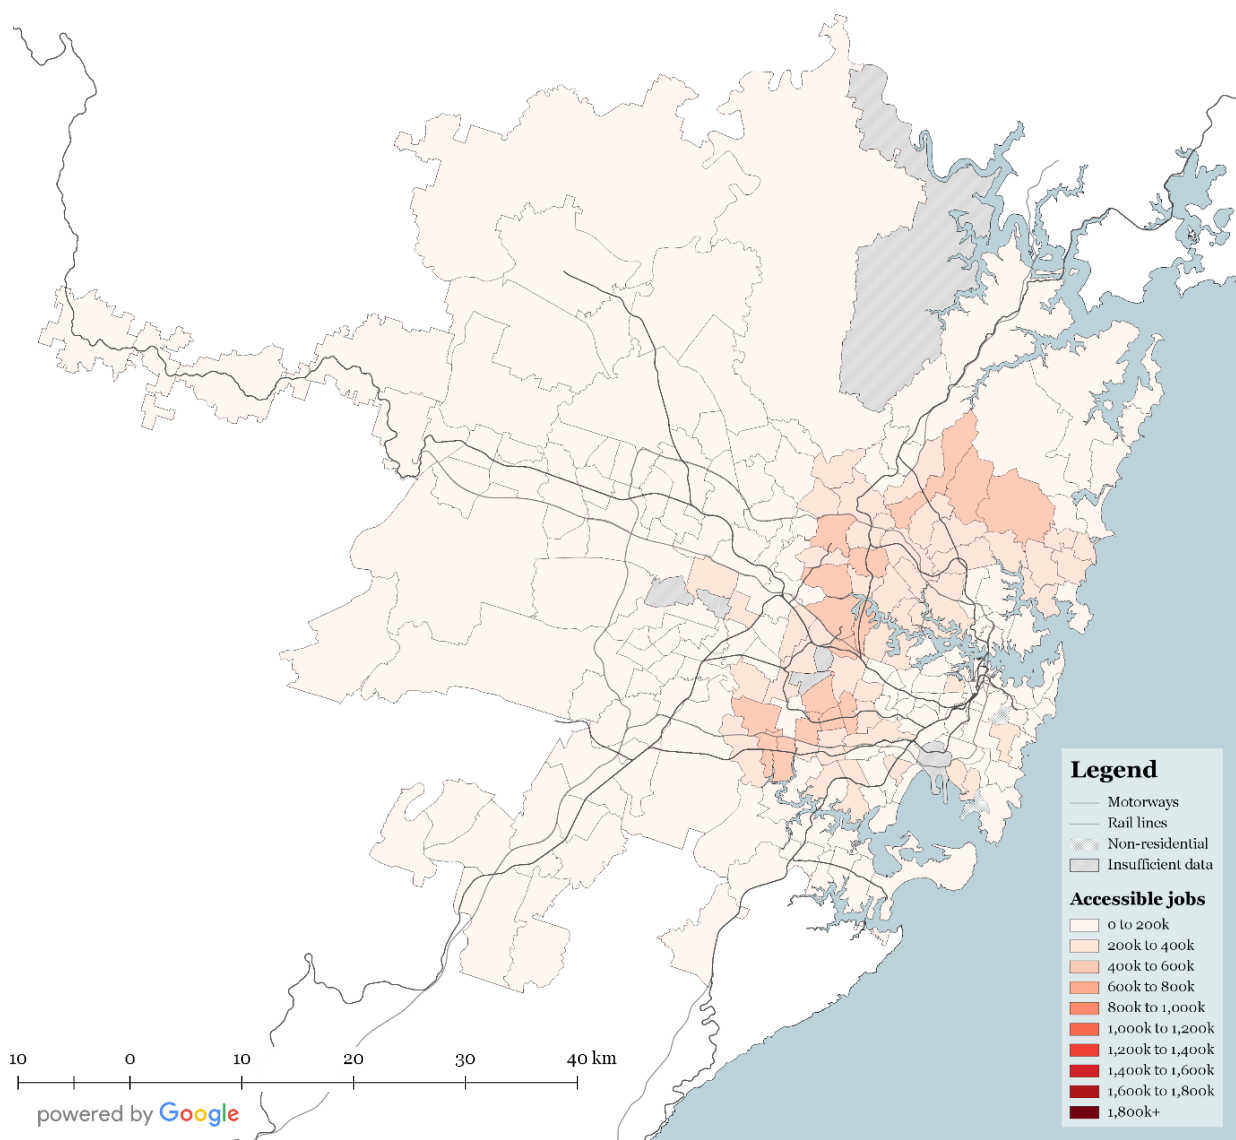 Legend
Motorways
Rail lines
Non-residential
Insufficient data
Accessible jobs
0 to 200k
200k to 400k
400k to 600k
600k to 800k
800k to 1,000k
1,000k to 1,200k
1,200k to 1,400k
1,400k to 1,600k
1,600k to 1,800k
1,800k+
10 0 10 20 30 40 km
powered by Google